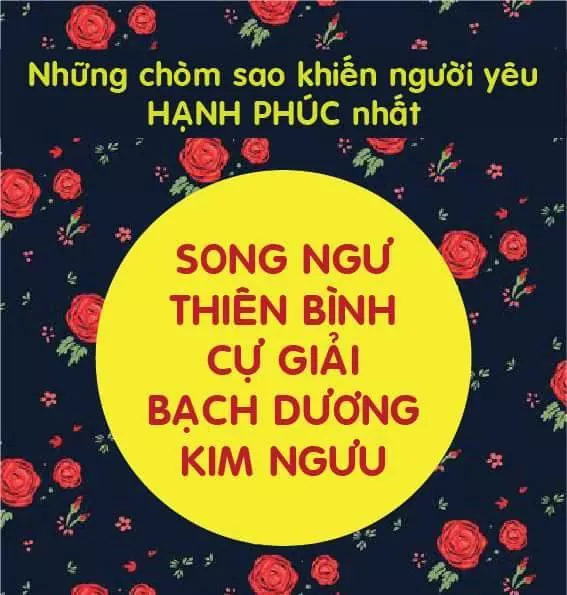 Những chòm sao khiến người yêu
HẠNH PHÚC nhất
SONG NGƯ
THIÊN BÌNH
CỰ GIẢI
BẠCH DƯƠNG
KIM NGƯU